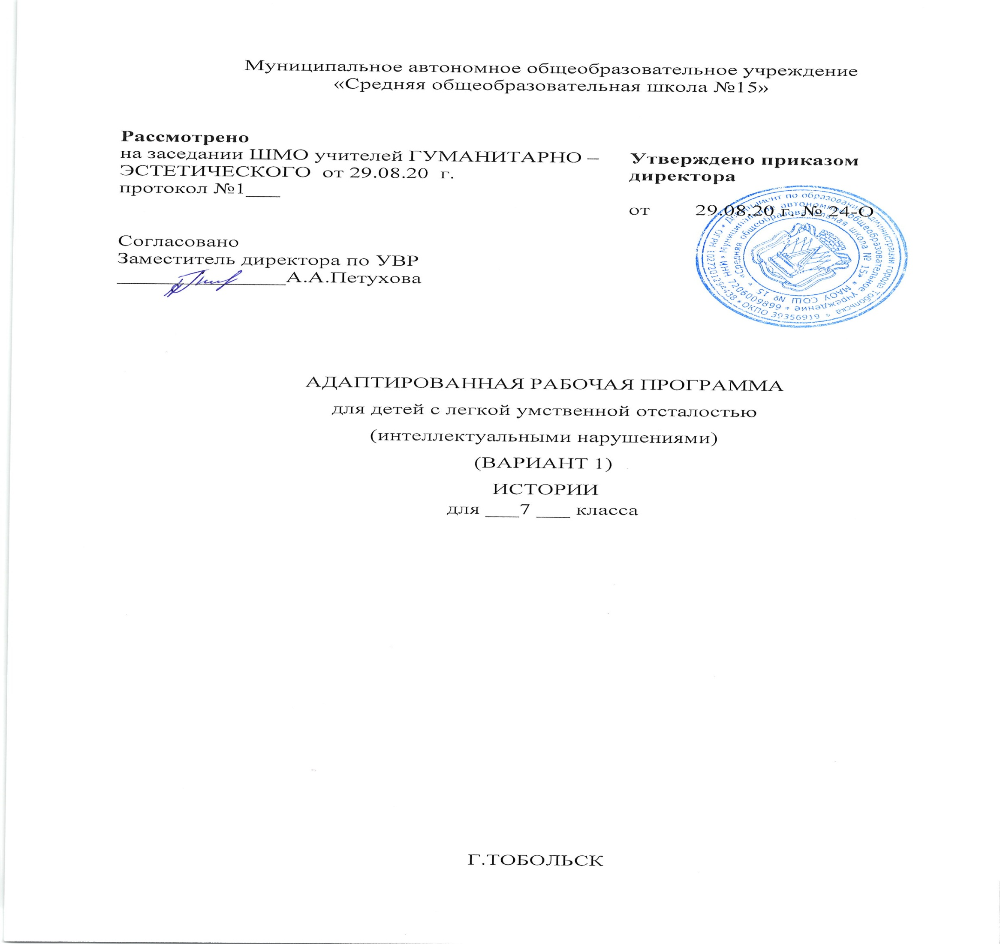 Муниципальное автономное общеобразовательное учреждение
«Средняя общеобразовательная школа №15»
Рассмотрено
на заседании ШМО учителей ГУМАНИТАРНО –
ЭСТЕТИЧЕСКОГО от 29.08.20 г.
протокол №1____
Утверждено приказом
директора
от 29.08.20 г. № 24-О
Согласовано
Заместитель директора по УВР
____________________А.А.Петухова
* Департамент по образованию администрации города Тобольска * ОКПО 39356919 * ОГРН 1027201294438
* Муниципальное автономное общеобразовательное учреждение * ИНН 7206009899
«Средняя общеобразовательная школа № 15» * МАОУ СОШ № 15 *
АДАПТИРОВАННАЯ РАБОЧАЯ ПРОГРАММА
для детей с легкой умственной отсталостью
(интеллектуальными нарушениями)
(ВАРИАНТ 1)
ИСТОРИИ
для ____7 ____ класса
Г.ТОБОЛЬСК